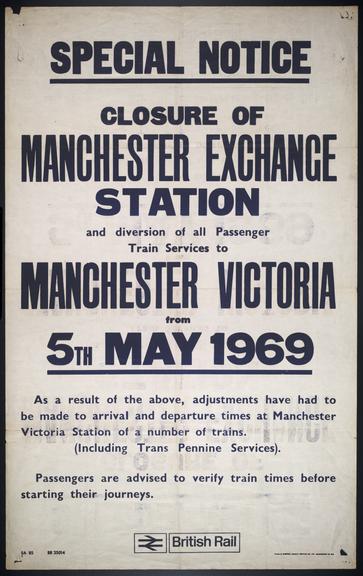 SPECIAL NOTICE
CLOSURE OF
MANCHESTER EXCHANGE
STATION
and diversion of all Passenger
Train Services to
MANCHESTER VICTORIA
from
5TH MAY 1969
As a result of the above, adjustments have had to
be made to arrival and departure times at Manchester
Victoria Station of a number of trains.
(Including Trans Pennine Services).
Passengers are advised to verify train times before
starting their journeys.
British Rail
BR 35014